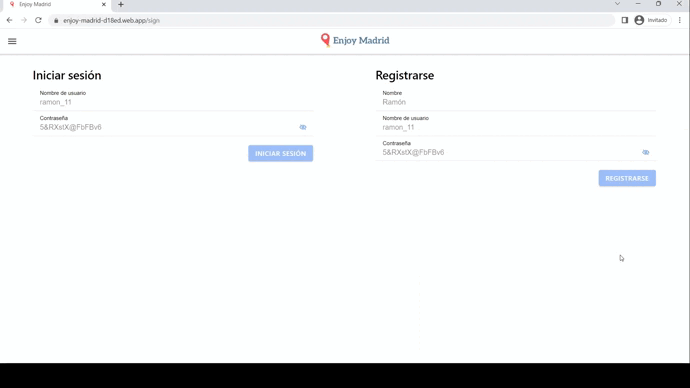 Enjoy Madrid
enjoy-madrid-d18ed.web.app/sign
Invitado
Enjoy Madrid
Iniciar sesión
Nombre de usuario
ramon_11
Contraseña
5&RXstX@FbFBv6
INICIAR SESIÓN
Registrarse
Nombre
Ramón
Nombre de usuario
ramon_11
Contraseña
5&RXstX@FbFBv6
REGISTRARSE